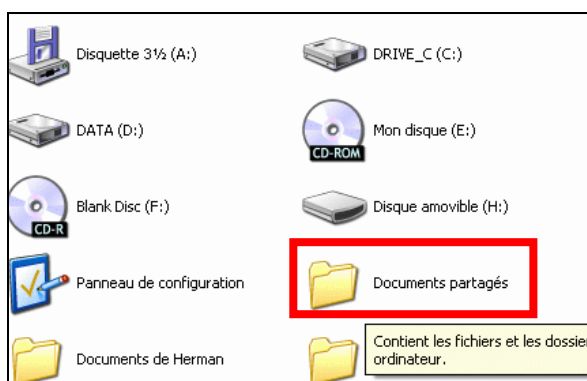 Disquette 3½ (A:)
DRIVE_C (C:)
DATA (D:)
Mon disque (E:)
CD-ROM
Blank Disc (F:)
CD-R
Disque amovible (H:)
Panneau de configuration
Documents partagés
Documents de Herman
Contient les fichiers et les dossie
ordinateur.